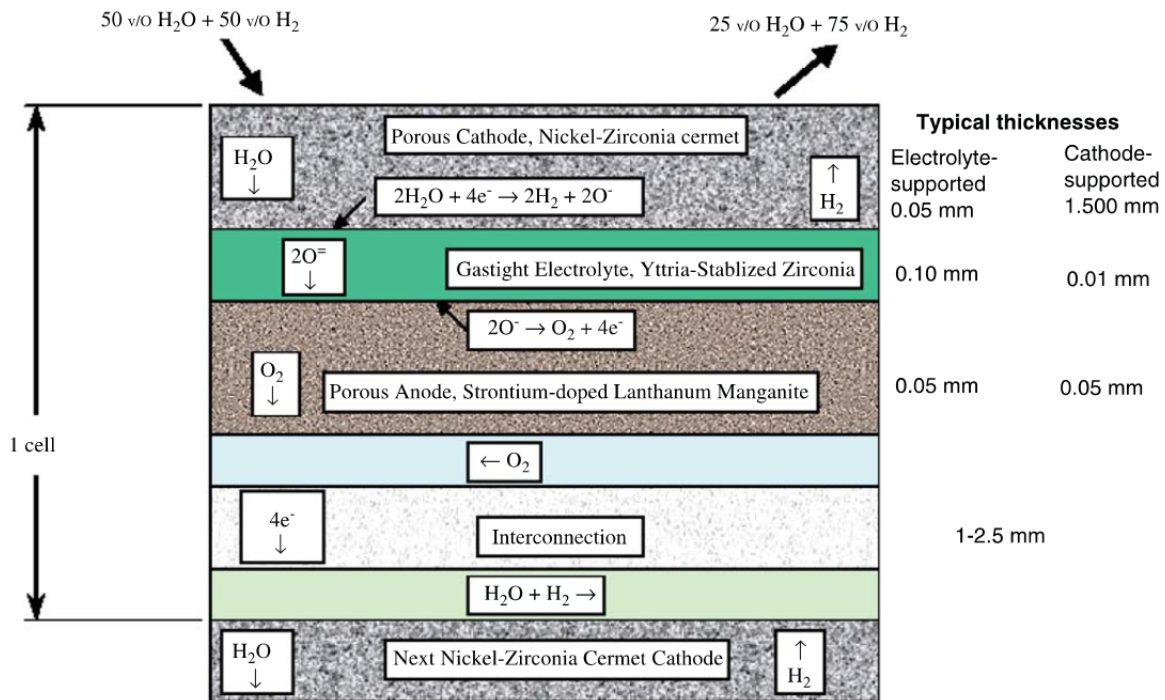 50 v/o H₂O + 50 v/o H₂
25 v/o H₂O + 75 v/o H₂
Typical thicknesses
Porous Cathode, Nickel-Zirconia cermet
Electrolyte-
supported
0.05 mm
Cathode-
supported
1.500 mm
H₂O
↓
2H₂O + 4e⁻ → 2H₂ + 2O⁻
↑
H₂
2O⁼
↓
Gastight Electrolyte, Yttria-Stablized Zirconia
0.10 mm
0.01 mm
2O⁻ → O₂ + 4e⁻
O₂
↓
Porous Anode, Strontium-doped Lanthanum Manganite
0.05 mm
0.05 mm
1 cell
← O₂
4e⁻
↓
Interconnection
1-2.5 mm
H₂O + H₂ →
H₂O
↓
Next Nickel-Zirconia Cermet Cathode
↑
H₂